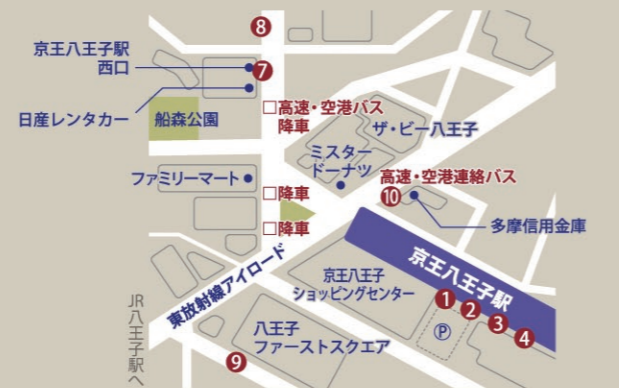 8
京王八王子駅
西口
7
日産レンタカー
船森公園
□高速・空港バス
降車
ザ・ビー八王子
ミスター
ドーナツ
ファミリーマート
高速・空港連絡バス
10
□降車
多摩信用金庫
□降車
東放射線アイロード
京王八王子駅
京王八王子
ショッピングセンター
1
2
3
4
P
JR八王子駅へ
八王子
ファーストスクエア
9